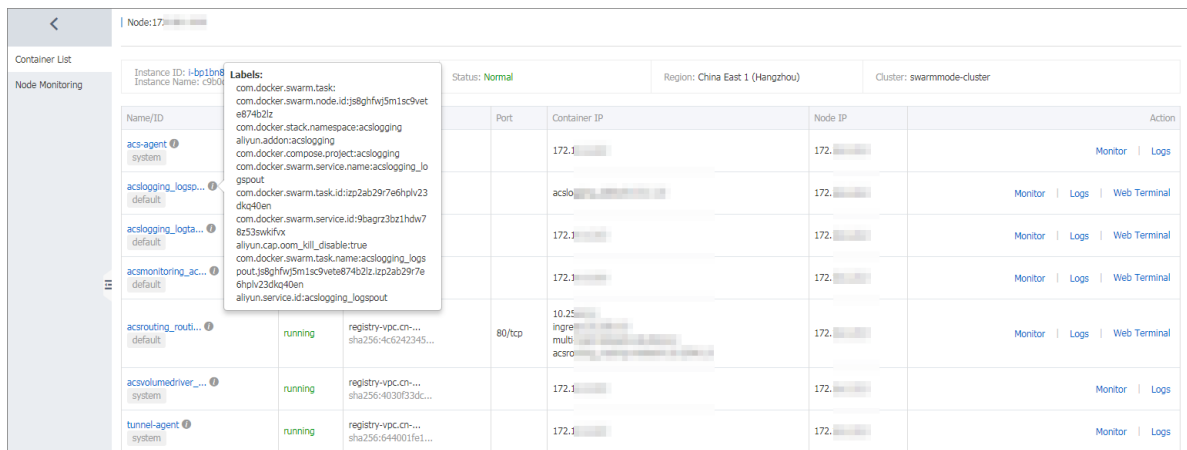 | Node:17
Container List
Node Monitoring
Instance ID: i-bp1bn8
Instance Name: c9b0
Status: Normal
Region: China East 1 (Hangzhou)
Cluster: swarmmode-cluster
Labels:
com.docker.swarm.task:
com.docker.swarm.node.id:js8ghfwj5m1sc9vet
e874b2lz
com.docker.stack.namespace:acslogging
aliyun.addon:acslogging
com.docker.compose.project:acslogging
com.docker.swarm.service.name:acslogging_lo
gspout
com.docker.swarm.task.id:izp2ab29r7e6hplv23
dkq40en
com.docker.swarm.service.id:9bagrz3bz1hdw7
8z53swkifvx
aliyun.cap.oom_kill_disable:true
com.docker.swarm.task.name:acslogging_logs
pout.js8ghfwj5m1sc9vete874b2lz.izp2ab29r7e
6hplv23dkq40en
aliyun.service.id:acslogging_logspout
Name/ID Port Container IP Node IP Action
acs-agent 172.1 172. Monitor | Logs
system
acslogging_logsp... acslo 172. Monitor | Logs | Web Terminal
default
acslogging_logta... 172.1 172. Monitor | Logs | Web Terminal
default
acsmonitoring_ac... 172.1 172. Monitor | Logs | Web Terminal
default
10.25
acsrouting_routi... running registry-vpc.cn-... 80/tcp ingre 172. Monitor | Logs | Web Terminal
default sha256:4c6242345... multi
acsro
acsvolumedriver_... running registry-vpc.cn-... 172.1 172. Monitor | Logs
system sha256:4030f33dc...
tunnel-agent running registry-vpc.cn-... 172.1 172. Monitor | Logs
system sha256:644001fe1...